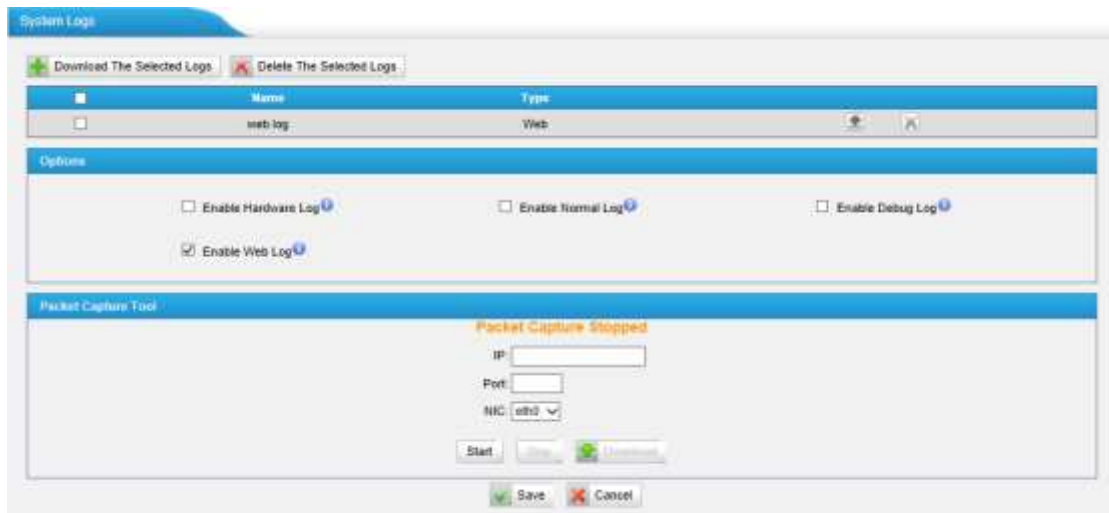 System Logs
Download The Selected Logs Delete The Selected Logs
Name Type
web log Web
Options
Enable Hardware Log Enable Normal Log Enable Debug Log
Enable Web Log
Packet Capture Tool
Packet Capture Stopped
IP:
Port:
NIC: eth0
Start Stop Download
Save Cancel